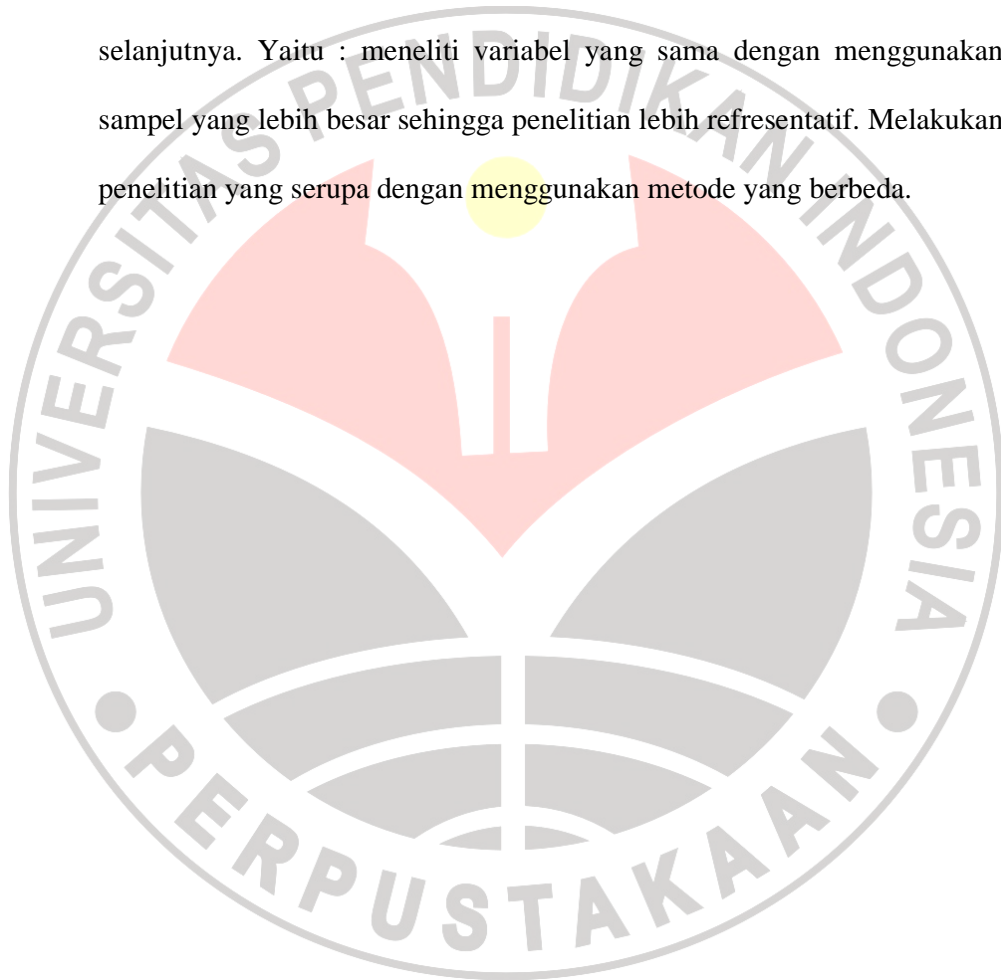 selanjutnya. Yaitu : meneliti variabel yang sama dengan menggunakan
sampel yang lebih besar sehingga penelitian lebih refresentatif. Melakukan
penelitian yang serupa dengan menggunakan metode yang berbeda.
UNIVERSITAS PENDIDIKAN INDONESIA
PERPUSTAKAAN